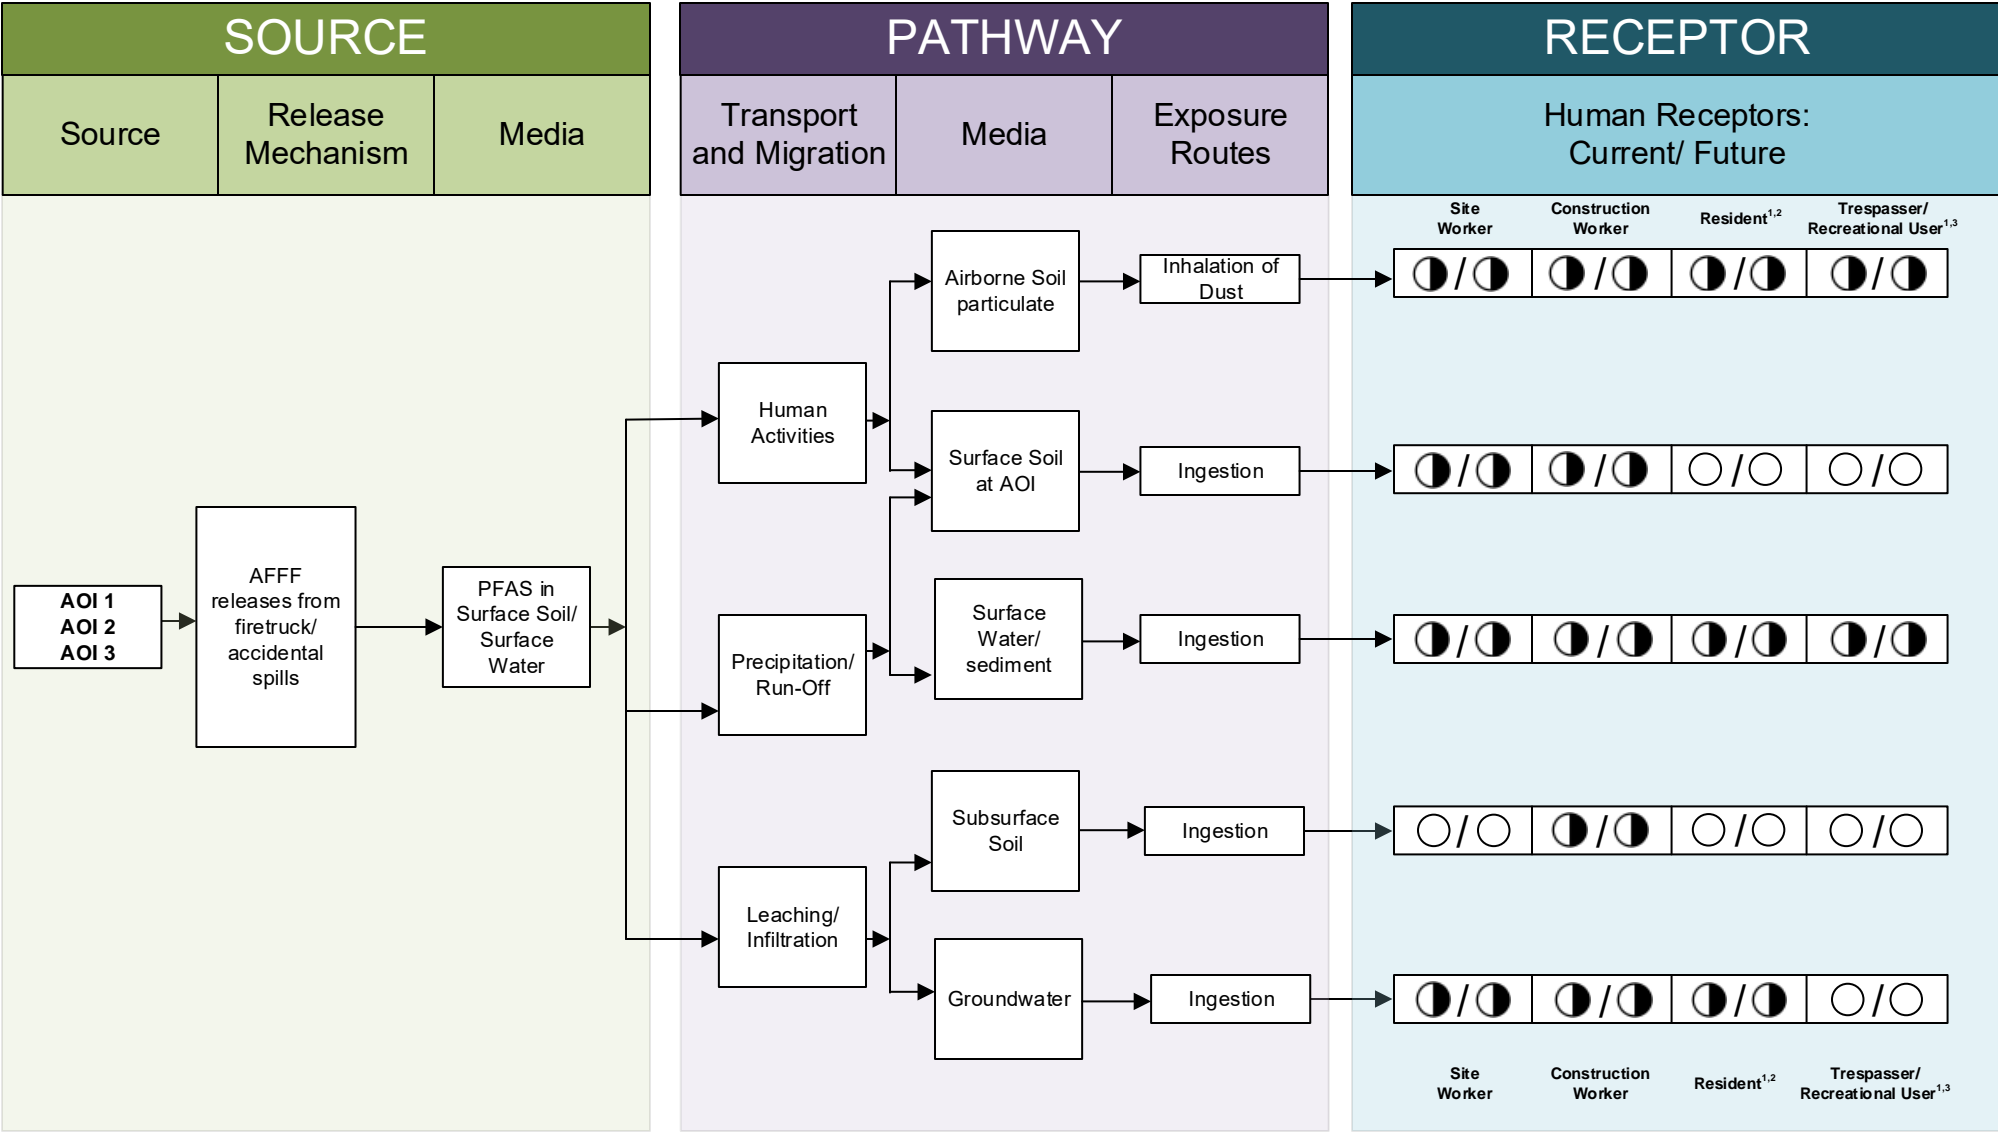 SOURCE
PATHWAY
RECEPTOR
Source
Release
Mechanism
Media
Transport
and Migration
Media
Exposure
Routes
Human Receptors:
Current/ Future
Site
Worker
Construction
Worker
Resident1,2
Trespasser/
Recreational User1,3
AOI 1
AOI 2
AOI 3
AFFF
releases from
firetruck/
accidental
spills
PFAS in
Surface Soil/
Surface
Water
Human
Activities
Precipitation/
Run-Off
Leaching/
Infiltration
Airborne Soil
particulate
Inhalation of
Dust
/ / / /
Surface Soil
at AOI
Ingestion
/ / / /
Surface
Water/
sediment
Ingestion
/ / / /
Subsurface
Soil
Ingestion
/ / / /
Groundwater
Ingestion
/ / / /
Site
Worker
Construction
Worker
Resident1,2
Trespasser/
Recreational User1,3